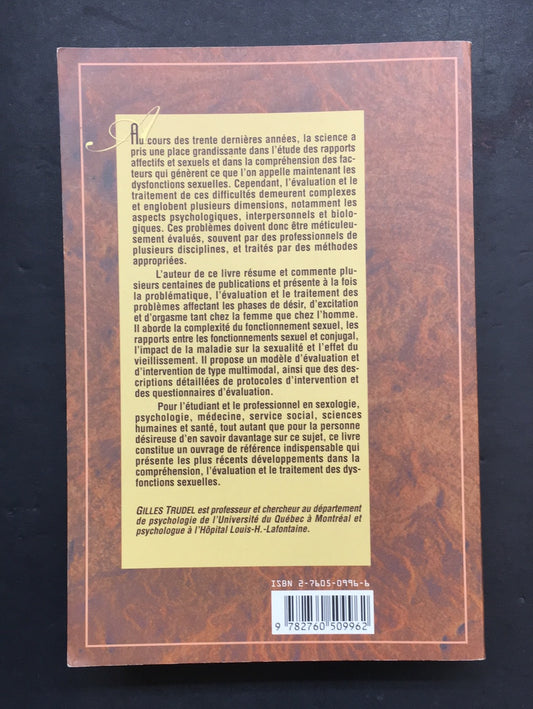 Au cours des trente dernières années, la science a
pris une place grandissante dans l'étude des rapports
affectifs et sexuels et dans la compréhension des fac-
teurs qui génèrent ce que l'on appelle maintenant les
dysfonctions sexuelles. Cependant, l'évaluation et le
traitement de ces difficultés demeurent complexes
et englobent plusieurs dimensions, notamment les
aspects psychologiques, interpersonnels et biolo-
giques. Ces problèmes doivent donc être méticuleu-
sement évalués, souvent par des professionnels de
plusieurs disciplines, et traités par des méthodes
appropriées.
L'auteur de ce livre résume et commente plu-
sieurs centaines de publications et présente à la fois
la problématique, l'évaluation et le traitement des
problèmes affectant les phases de désir, d'excitation
et d'orgasme tant chez la femme que chez l'homme.
Il aborde la complexité du fonctionnement sexuel, les
rapports entre les fonctionnements sexuel et conjugal,
l'impact de la maladie sur la sexualité et l'effet du
vieillissement. Il propose un modèle d'évaluation et
d'intervention de type multimodal, ainsi que des des-
criptions détaillées de protocoles d'intervention et
des questionnaires d'évaluation.
Pour l'étudiant et le professionnel en sexologie,
psychologie, médecine, service social, sciences
humaines et santé, tout autant que pour la personne
désireuse d'en savoir davantage sur ce sujet, ce livre
constitue un ouvrage de référence indispensable qui
présente les plus récents développements dans la
compréhension, l'évaluation et le traitement des dys-
fonctions sexuelles.
GILLES TRUDEL est professeur et chercheur au département
de psychologie de l'Université du Québec à Montréal et
psychologue à l'Hôpital Louis-H.-Lafontaine.
ISBN 2-7605-0996-6
9 782760 509962